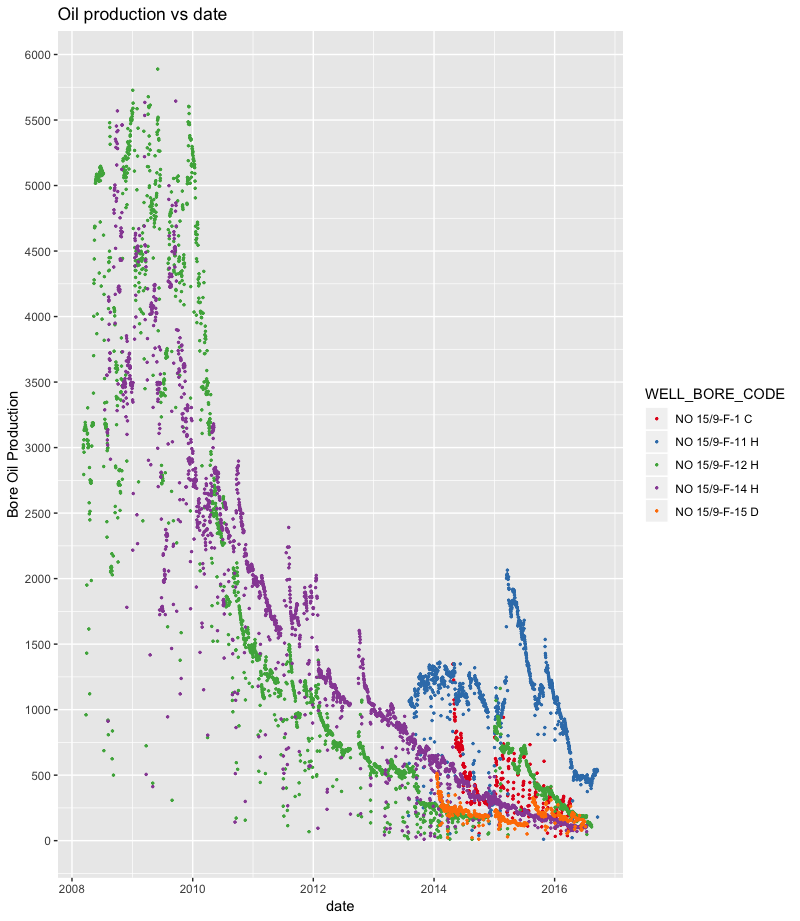 Oil production vs date
6000
5500
5000
4500
4000
3500
3000
2500
2000
1500
1000
500
0
Bore Oil Production
2008 2010 2012 2014 2016
date
WELL_BORE_CODE
NO 15/9-F-1 C
NO 15/9-F-11 H
NO 15/9-F-12 H
NO 15/9-F-14 H
NO 15/9-F-15 D